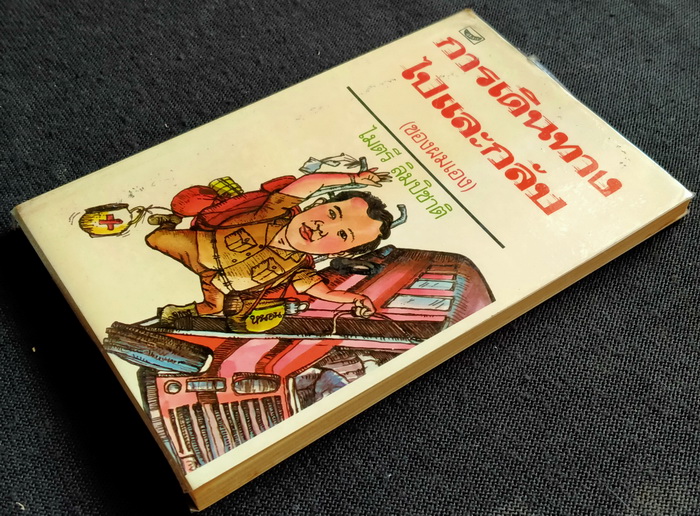 การเดินทาง
ไปและกลับ
(ของผมเอง)
ไมตรี ลิมปิชาติ